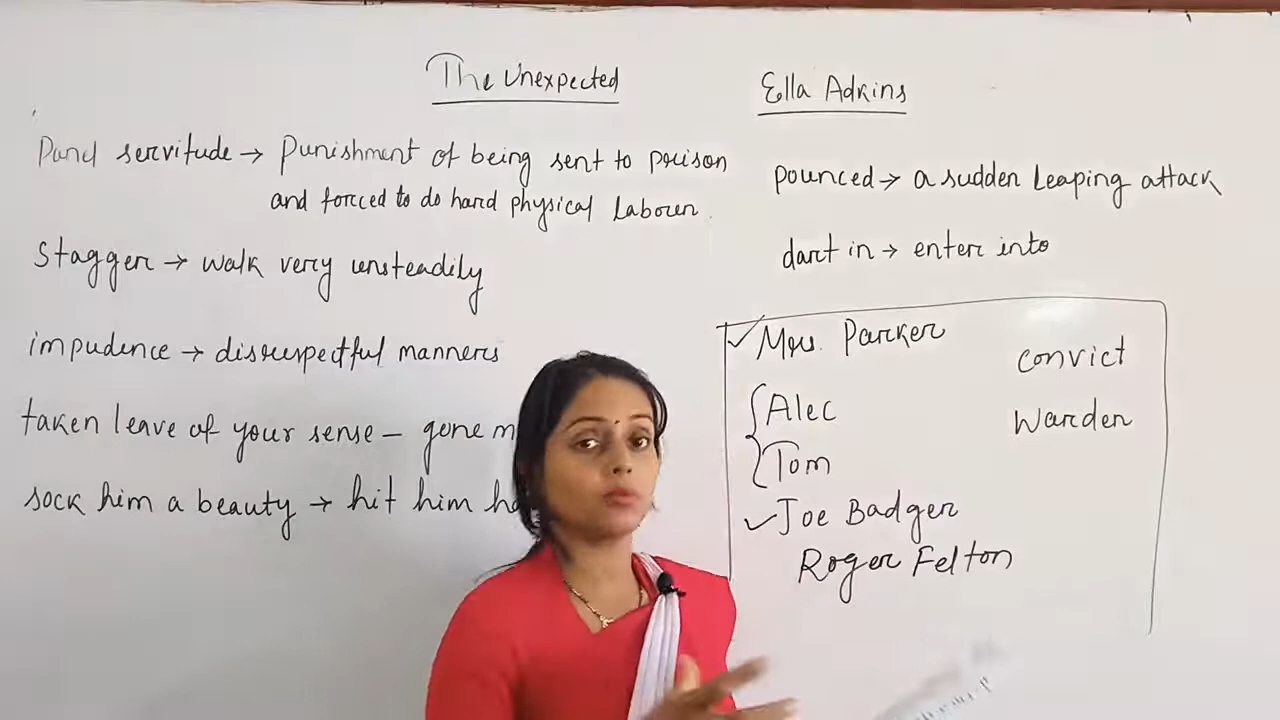 The Unexpected
Ella Adkins
Panel servitude → Punishment of being sent to prison
and forced to do hard physical labour.
Stagger → walk very unsteadily
impudence → disrespectful manners
taken leave of your sense – gone
sock him a beauty → hit him
pounced → a sudden leaping attack
dart in → enter into
Mrs. Parker
Alec
Tom
Joe Badger
Roger Felton
Convict
Warden